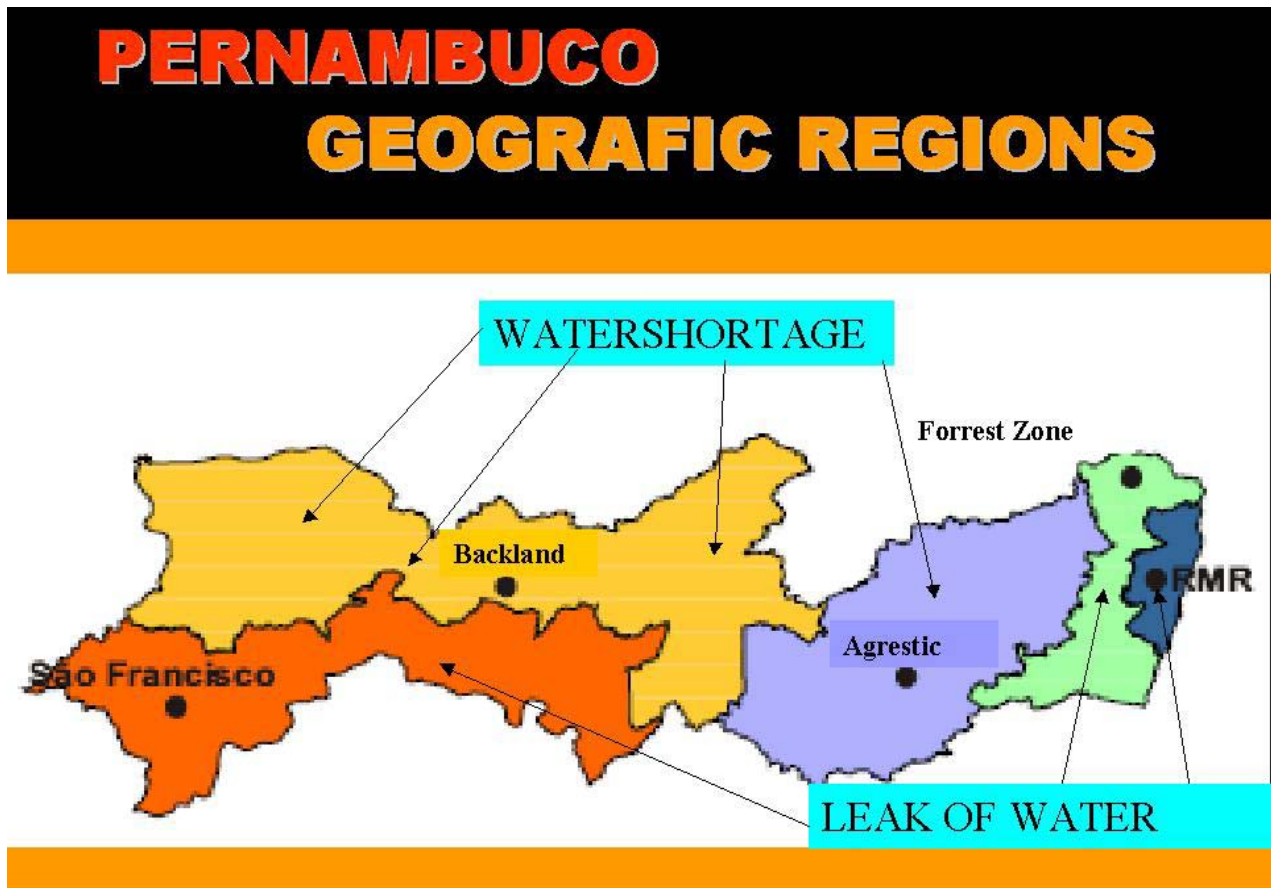 PERNAMBUCO
GEOGRAFIC REGIONS
WATERSHORTAGE
Forrest Zone
Backland
RMR
Agrestic
São Francisco
LEAK OF WATER